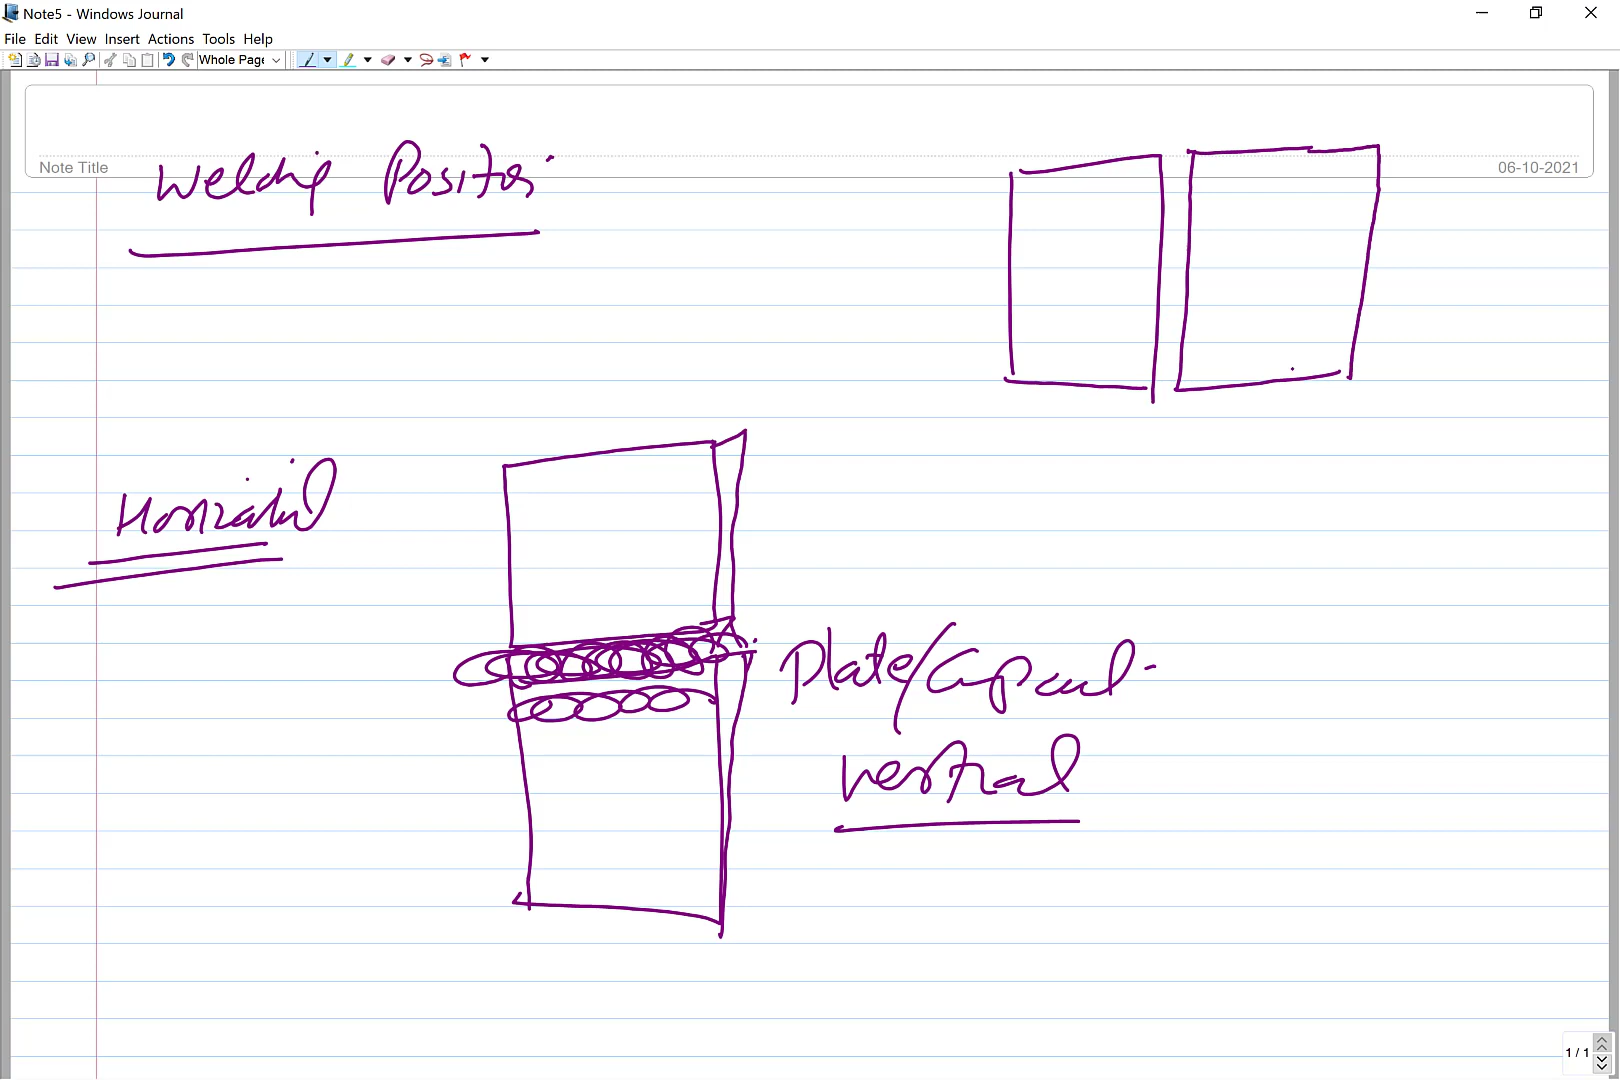 Note5 - Windows Journal
File Edit View Insert Actions Tools Help
Whole Page
Note Title
06-10-2021
Welding Position
Horizontal
Plate/
Vertical
1 / 1